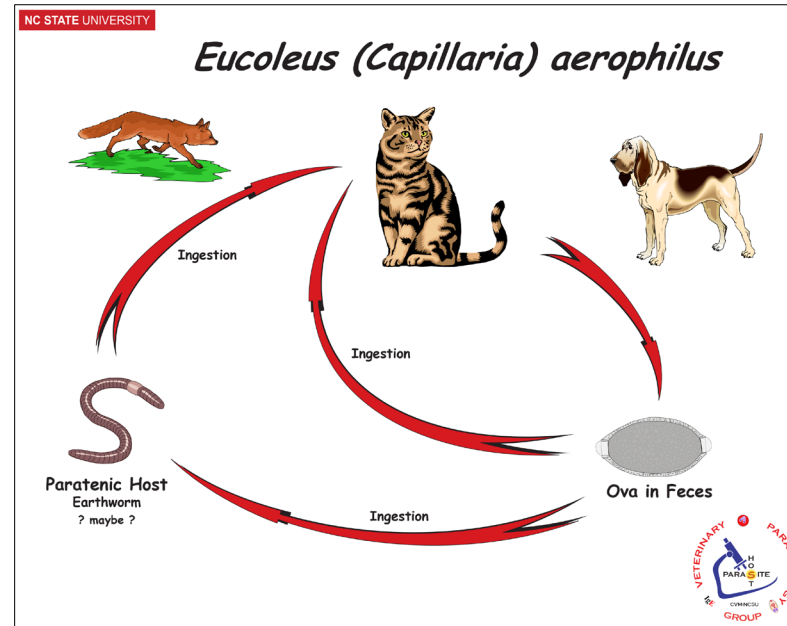 NC STATE UNIVERSITY
Eucoleus (Capillaria) aerophilus
Ingestion
Ingestion
Paratenic Host
Earthworm
? maybe ?
Ova in Feces
Ingestion
VETERINARY
HOST
PARASITE
CVM/NCSU
GROUP